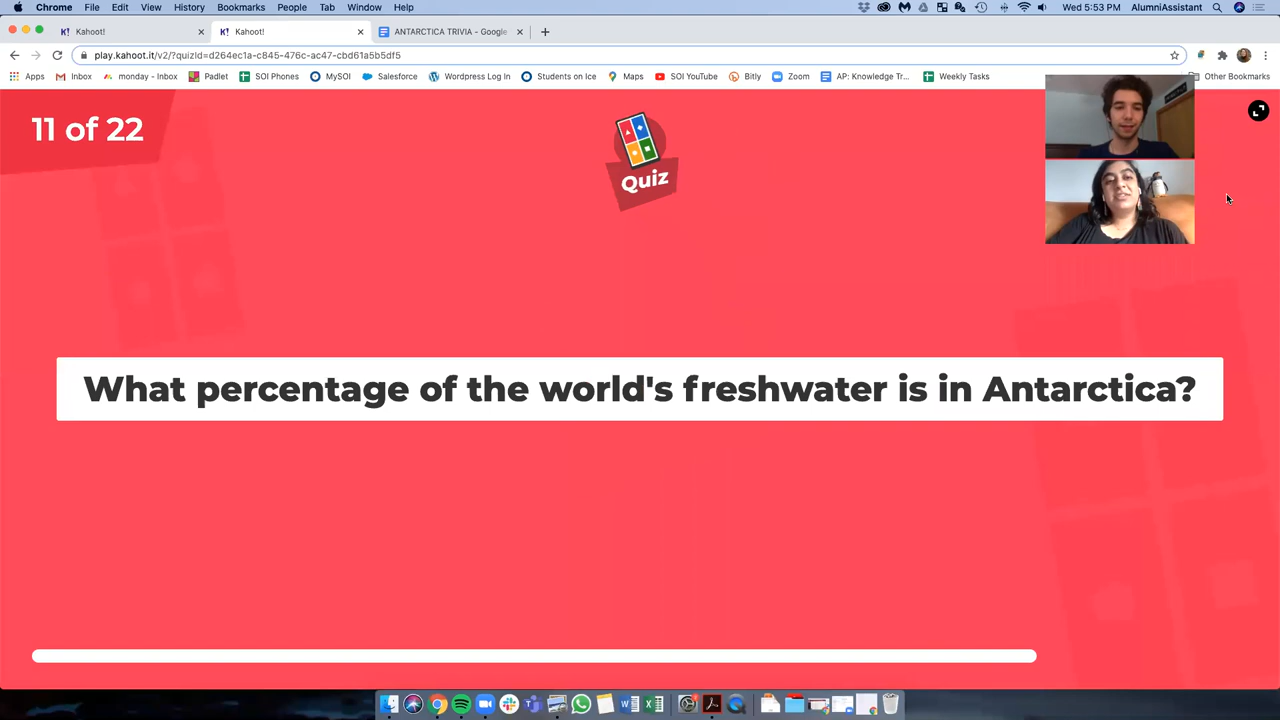 Chrome File Edit View History Bookmarks People Tab Window Help Wed 5:53 PM AlumniAssistant
K! Kahoot! K! Kahoot! ANTARCTICA TRIVIA - Google
play.kahoot.it/v2/?quizId=d264ec1a-c845-476c-ac47-cbd61a5b5df5
Apps Inbox monday - Inbox Padlet SOI Phones MySOI Salesforce Wordpress Log In Students on Ice Maps SOI YouTube Bitly Zoom AP: Knowledge Tr... Weekly Tasks Other Bookmarks
11 of 22
Quiz
What percentage of the world's freshwater is in Antarctica?